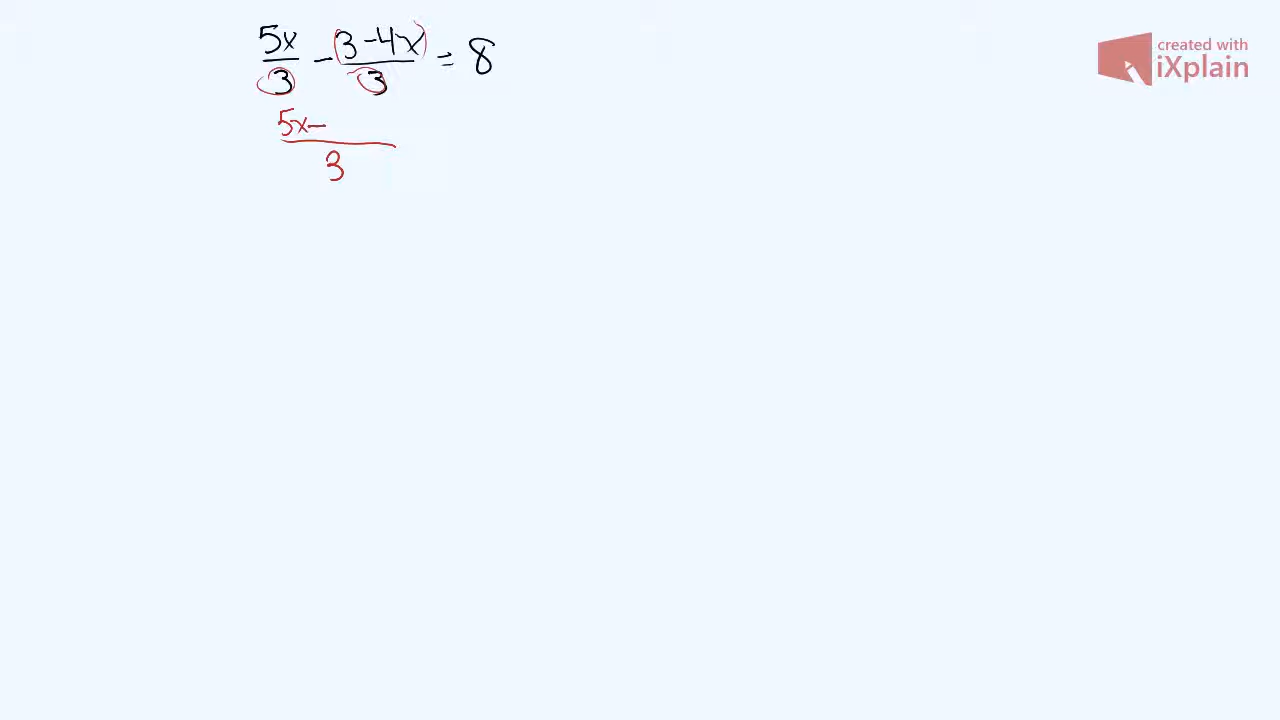 5x/3 - (3-4x)/3 = 8
5x-/3
created with
iXplain